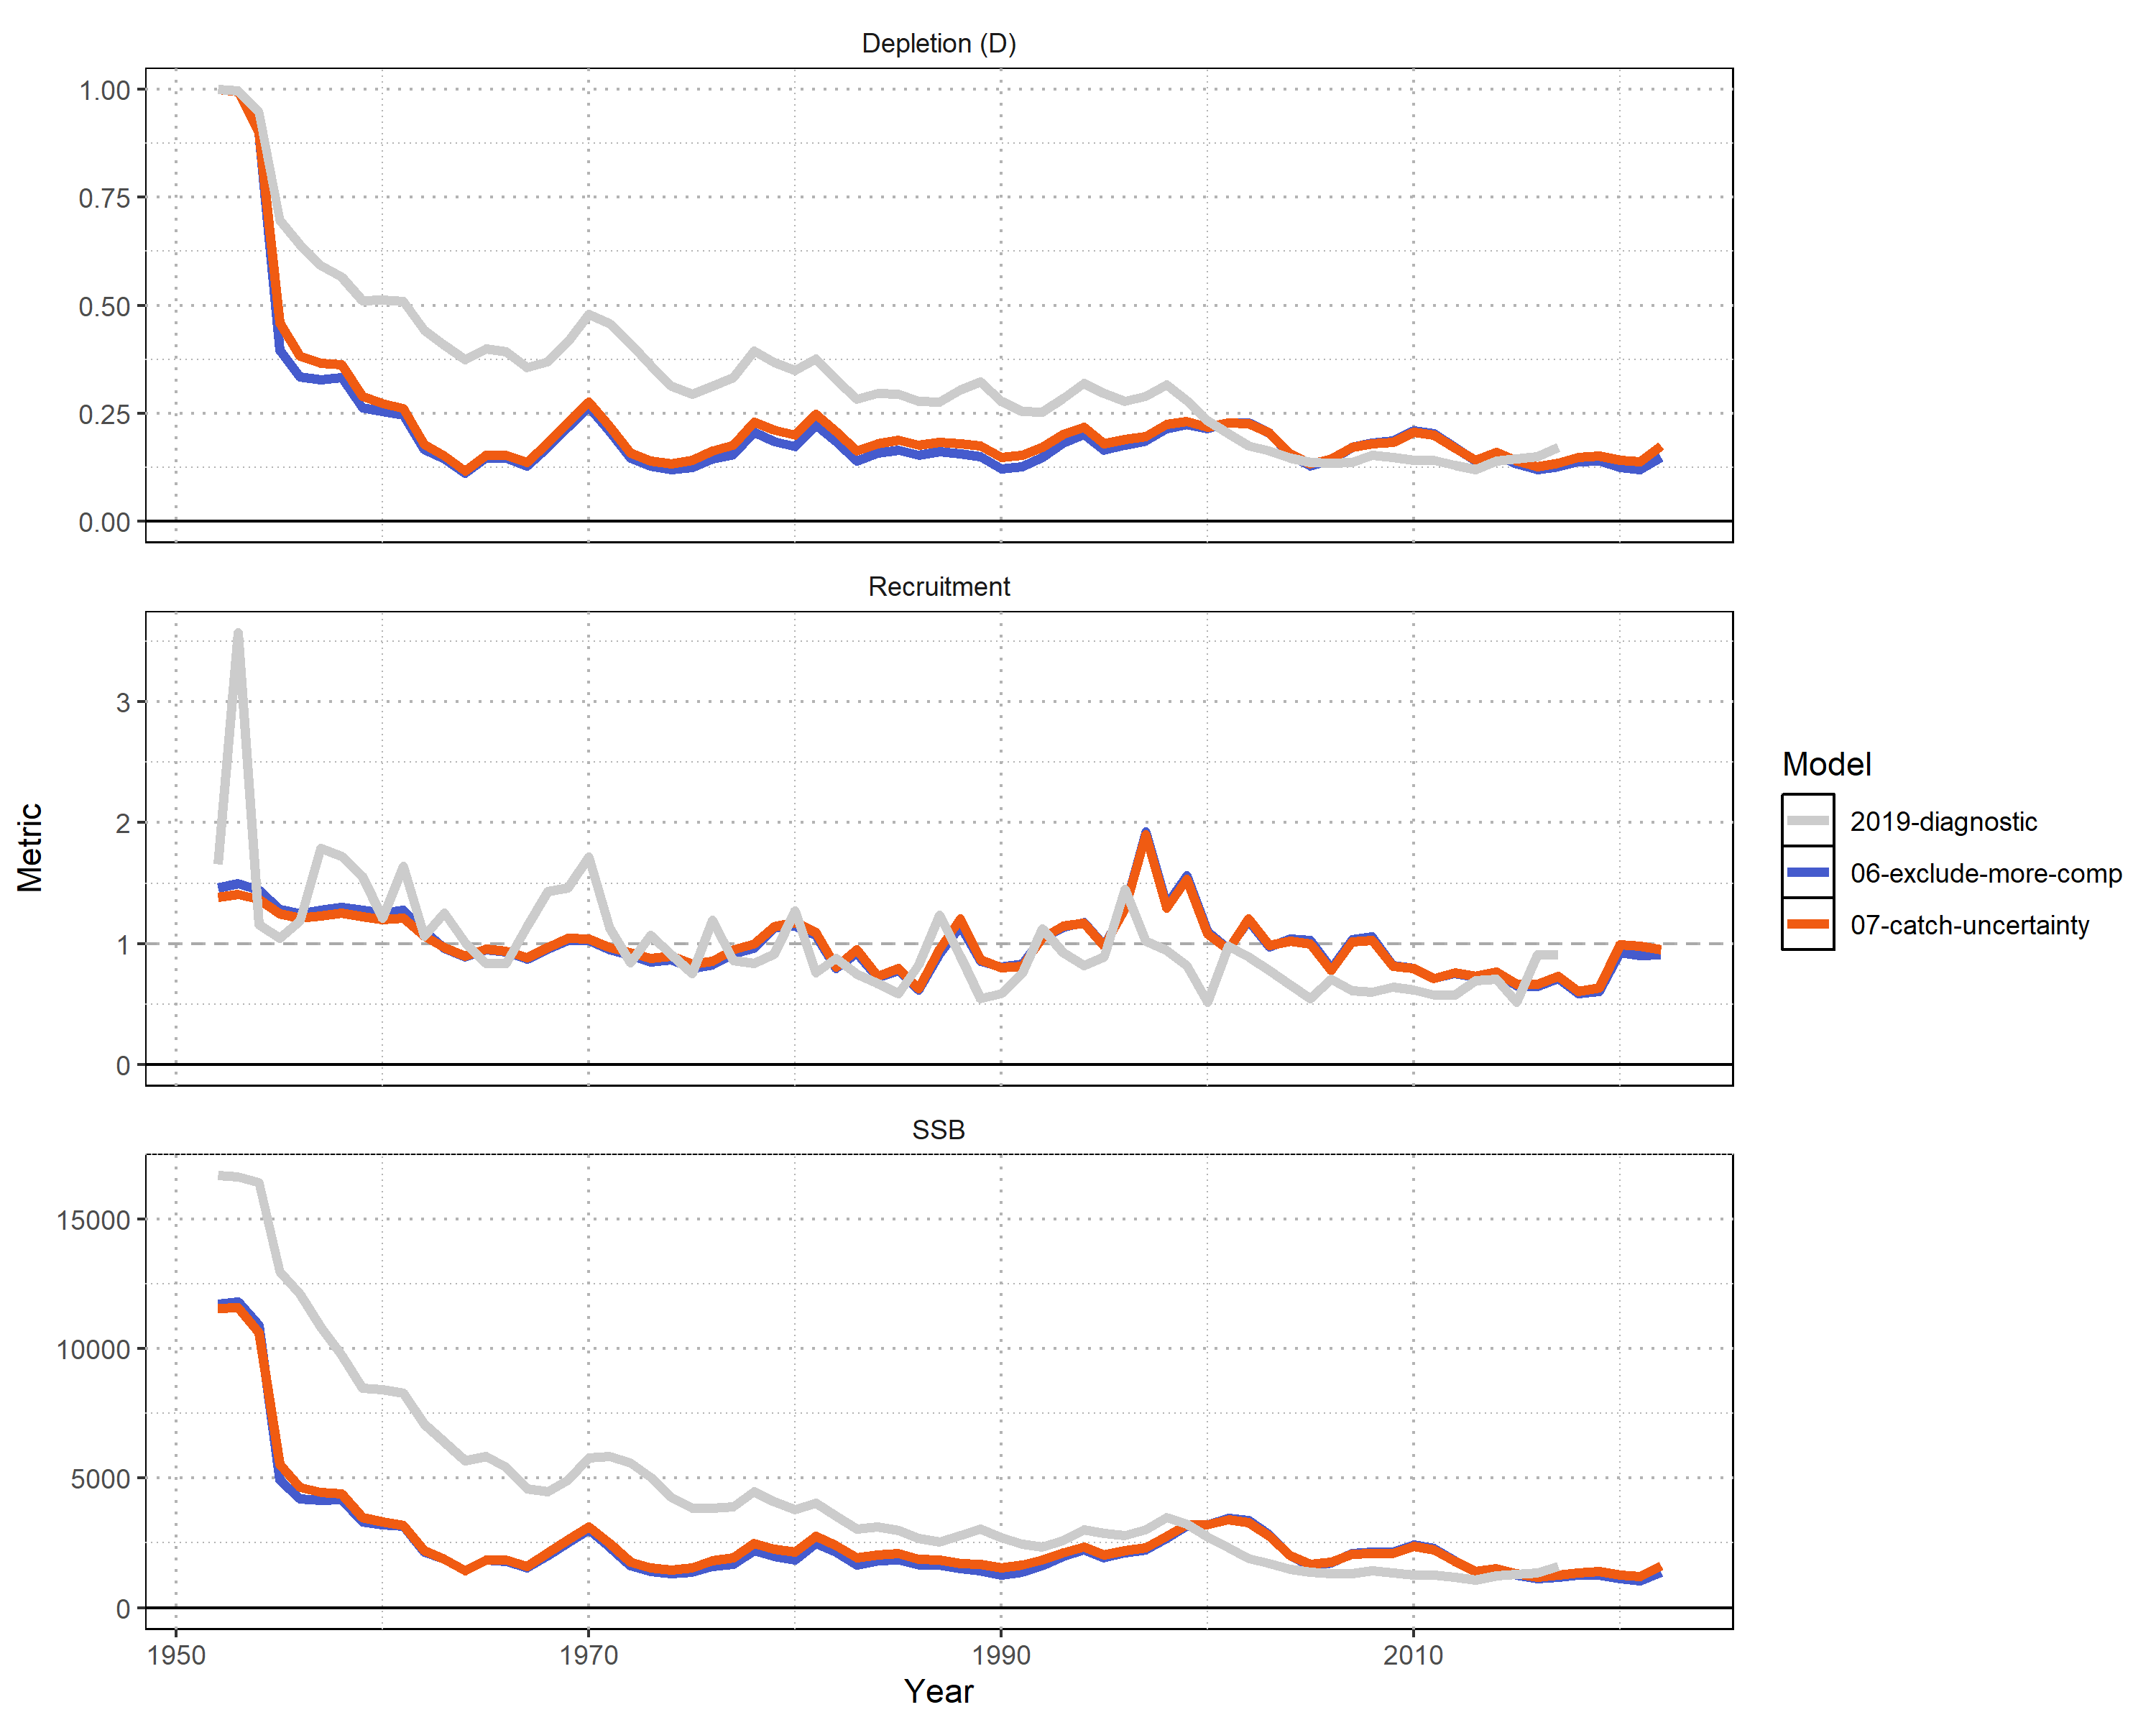 Depletion (D)
1.00
0.75
0.50
0.25
0.00
Recruitment
3
2
1
0
SSB
15000
10000
5000
0
1950
1970
1990
2010
Year
Metric
Model
2019-diagnostic
06-exclude-more-comp
07-catch-uncertainty